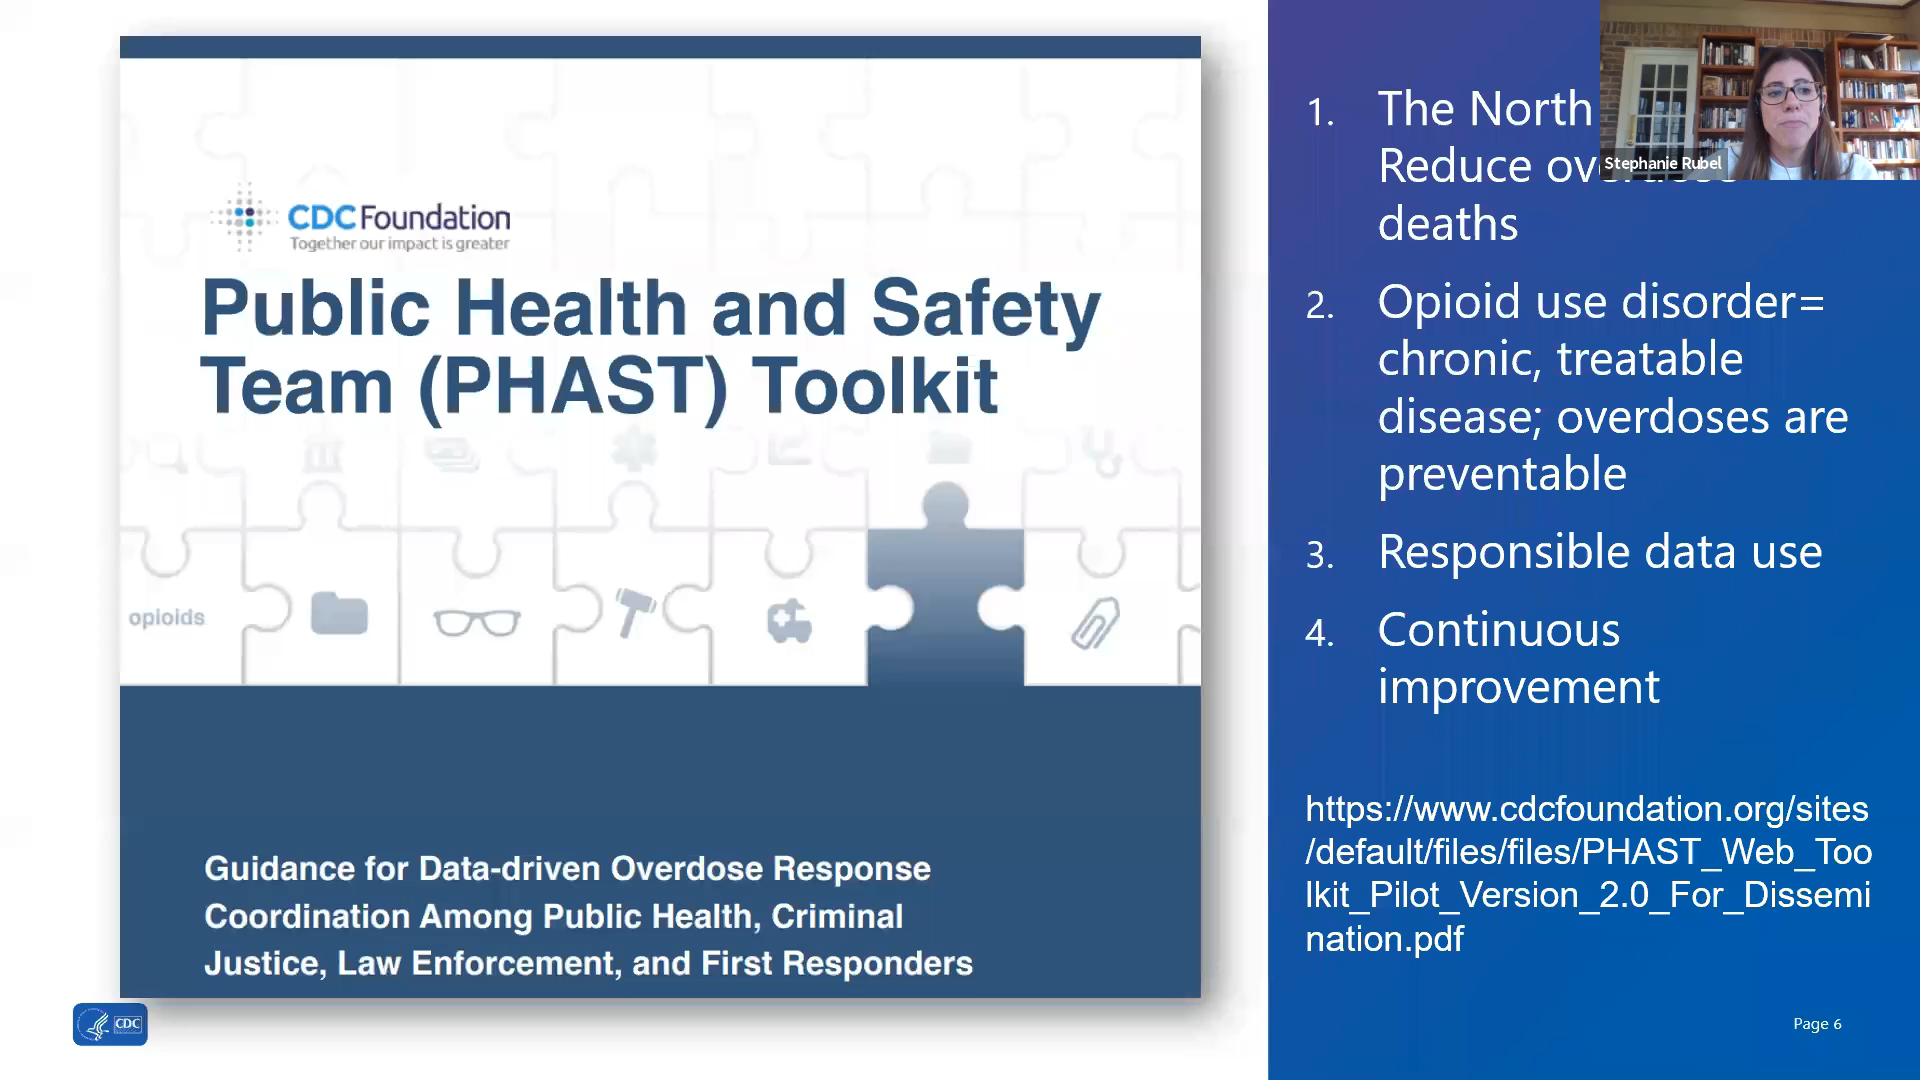 CDC Foundation
Together our impact is greater
Public Health and Safety
Team (PHAST) Toolkit
opioids
Guidance for Data-driven Overdose Response
Coordination Among Public Health, Criminal
Justice, Law Enforcement, and First Responders
CDC
1. The North
Reduce
deaths
2. Opioid use disorder=
chronic, treatable
disease; overdoses are
preventable
3. Responsible data use
4. Continuous
improvement
https://www.cdcfoundation.org/sites
/default/files/files/PHAST_Web_Too
lkit_Pilot_Version_2.0_For_Dissemi
nation.pdf
Page 6
Stephanie Rubel